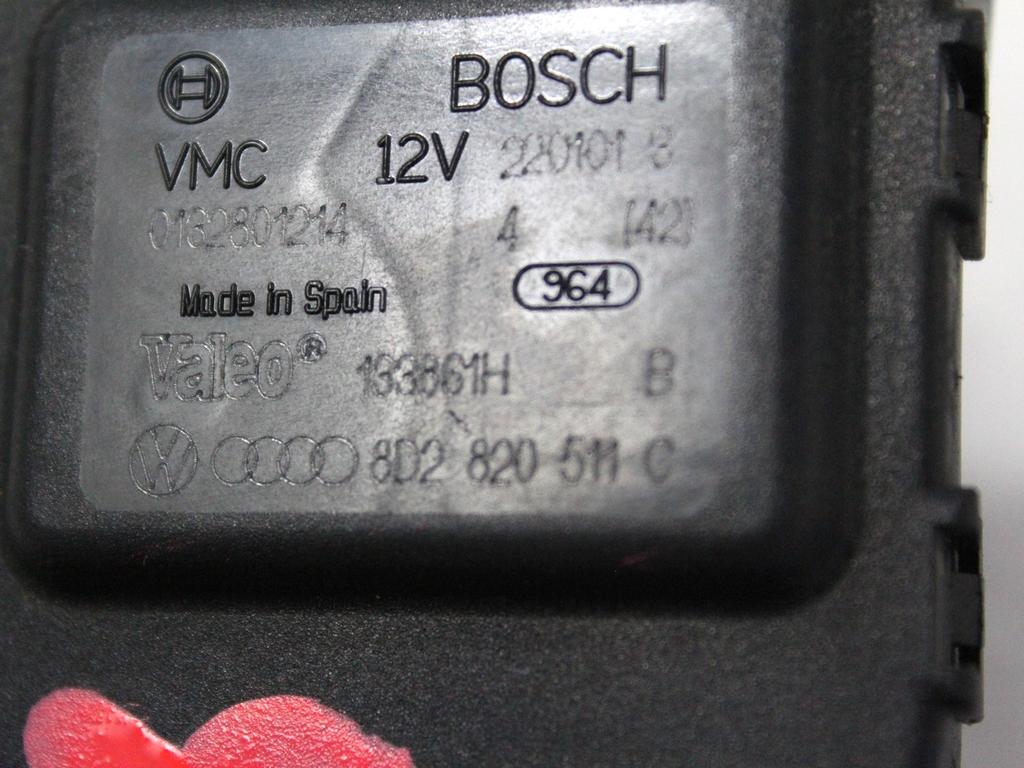 BOSCH
VMC 12V 220101 8
0132801214 4 (42)
Made in Spain 964
Valeo® 133861H B
8D2 820 511 C